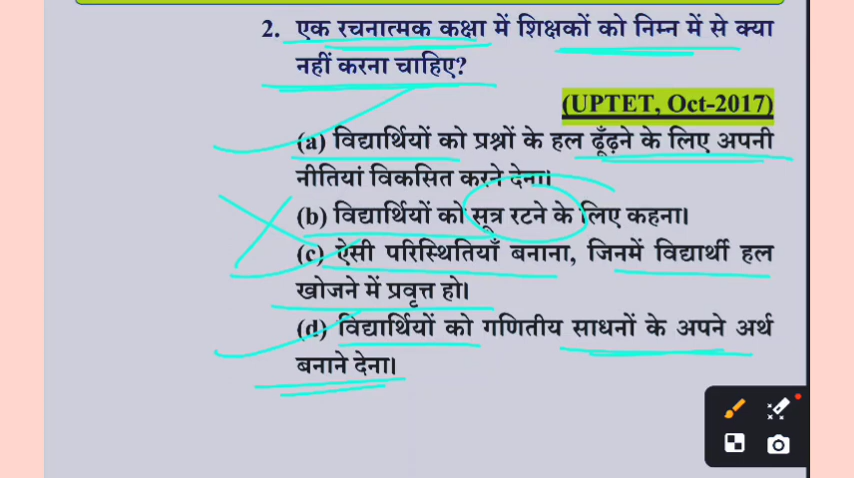 2. एक रचनात्मक कक्षा में शिक्षकों को निम्न में से क्या
नहीं करना चाहिए?
(UPTET, Oct-2017)
(a) विद्यार्थियों को प्रश्नों के हल ढूँढ़ने के लिए अपनी
नीतियां विकसित करने देना।
(b) विद्यार्थियों को सूत्र रटने के लिए कहना।
(c) ऐसी परिस्थितियाँ बनाना, जिनमें विद्यार्थी हल
खोजने में प्रवृत्त हो।
(d) विद्यार्थियों को गणितीय साधनों के अपने अर्थ
बनाने देना।